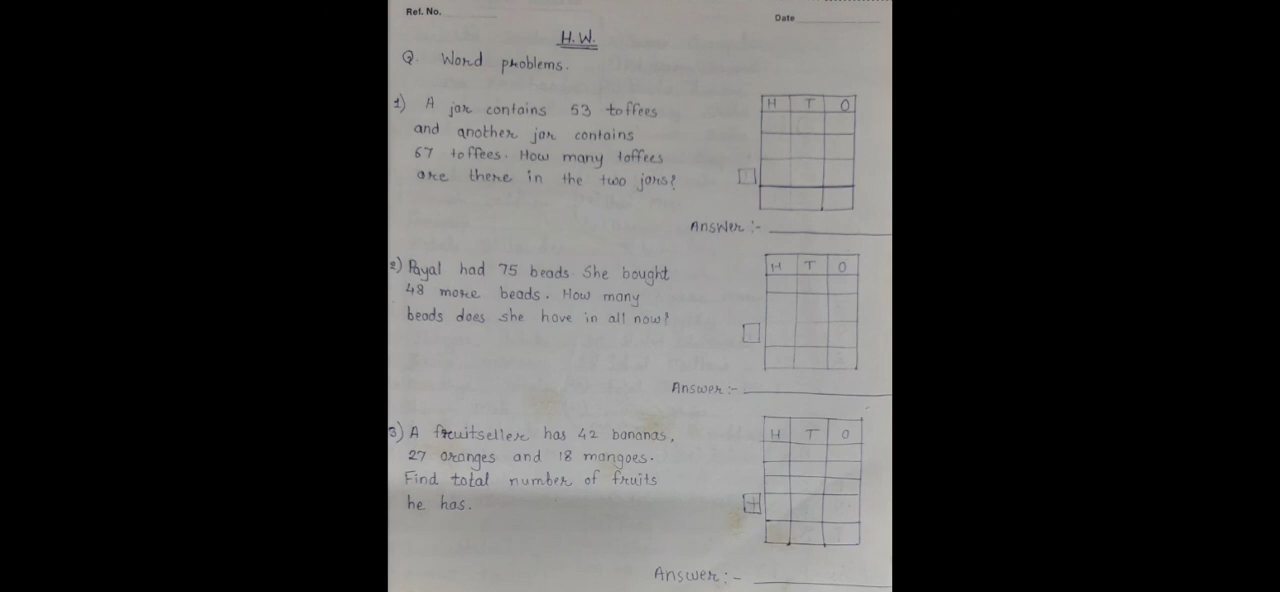 Ref. No.
Date
H.W.
Q Word problems.
1) A jar contains 53 toffees
and another jar contains
67 toffees. How many toffees
are there in the two jars?
H T O
Answer :-
2) Payal had 75 beads She bought
48 more beads. How many
beads does she have in all now?
H T O
Answer :-
3) A fruitseller has 42 bananas,
27 oranges and 18 mangoes.
Find total number of fruits
he has.
H T O
+
Answer :-